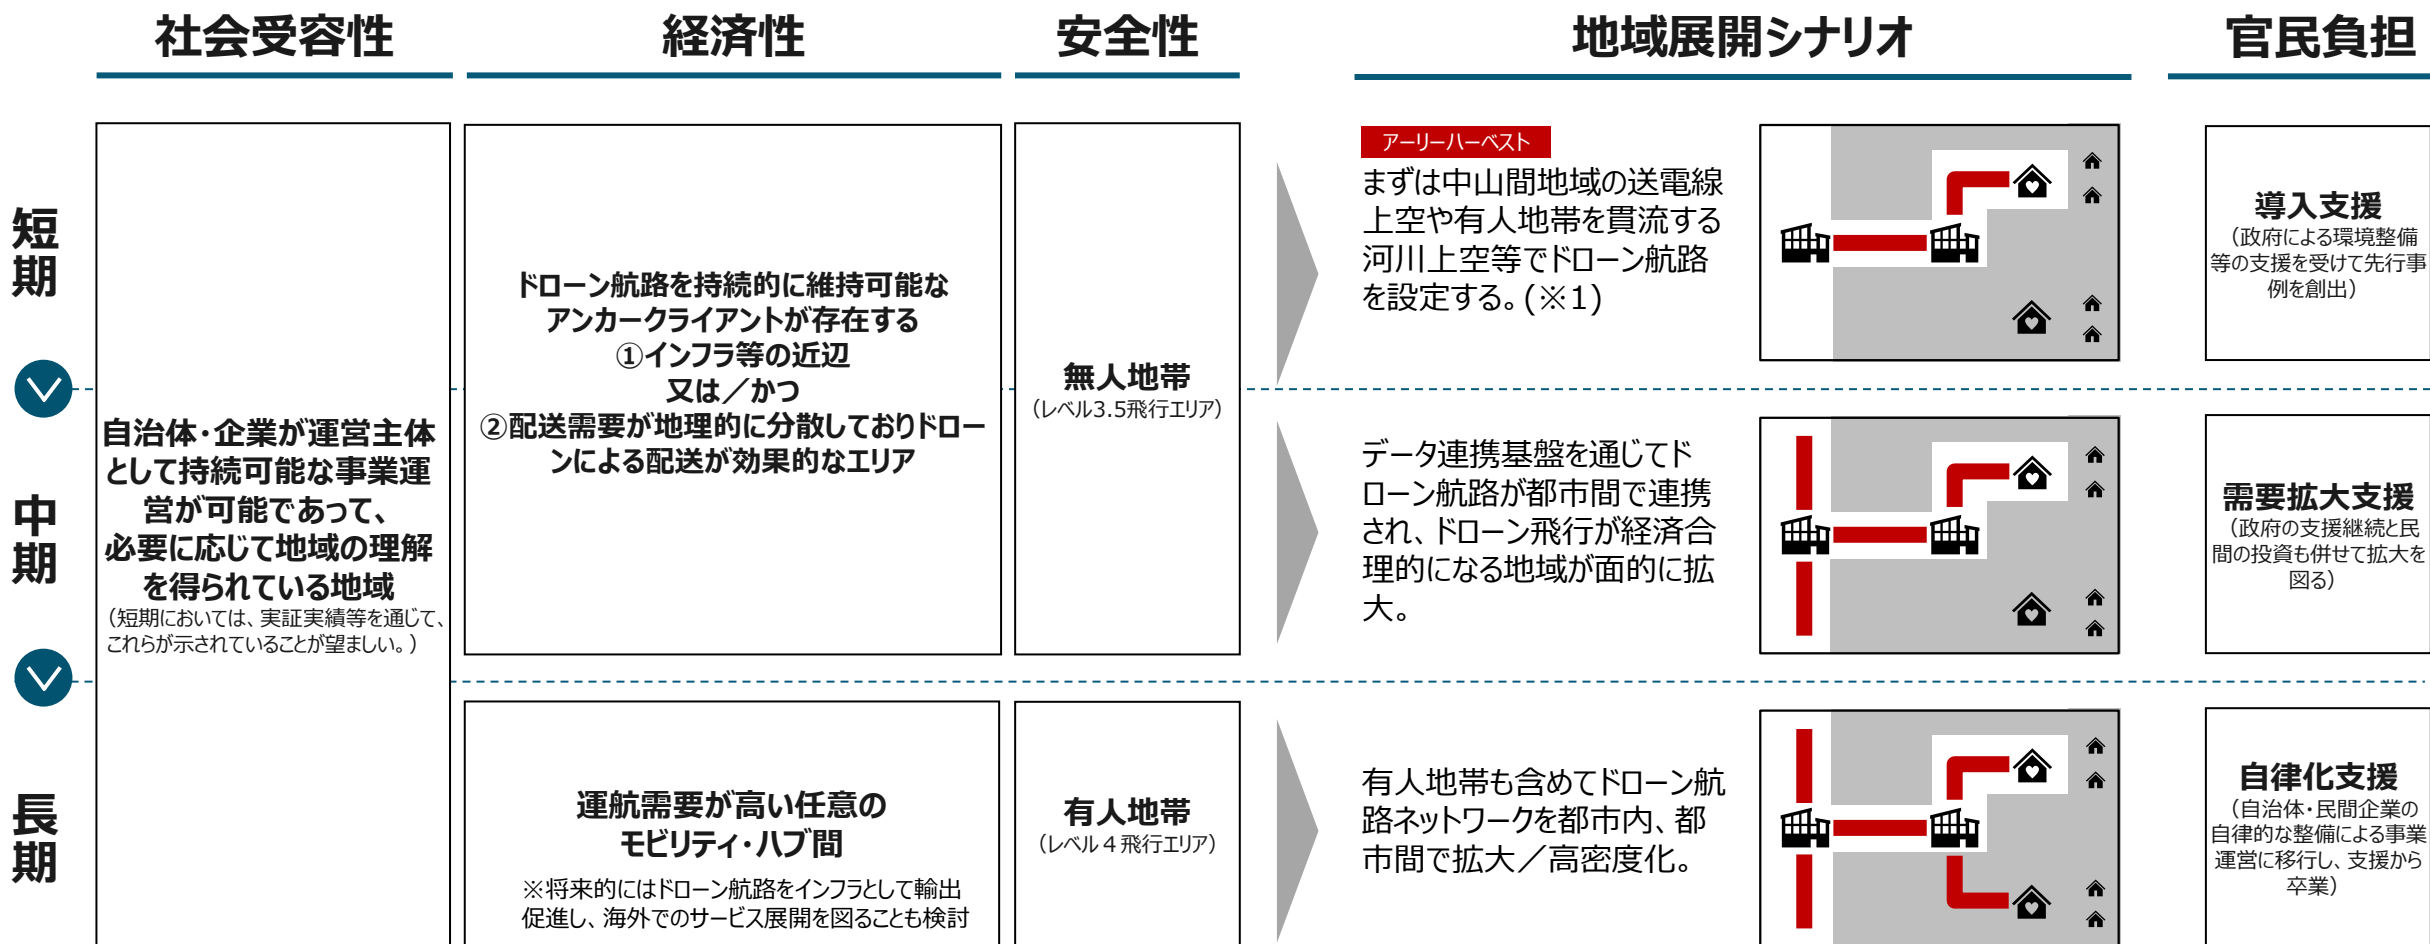 社会受容性
経済性
安全性
地域展開シナリオ
官民負担
短期
中期
長期
自治体・企業が運営主体
として持続可能な事業運
営が可能であって、
必要に応じて地域の理解
を得られている地域
（短期においては、実証実績等を通じて、
これらが示されていることが望ましい。）
ドローン航路を持続的に維持可能な
アンカークライアントが存在する
①インフラ等の近辺
又は／かつ
②配送需要が地理的に分散しておりドロー
ンによる配送が効果的なエリア
無人地帯
（レベル3.5飛行エリア）
アーリーハーベスト
まずは中山間地域の送電線
上空や有人地帯を貫流する
河川上空等でドローン航路
を設定する。(※1)
導入支援
（政府による環境整備
等の支援を受けて先行事
例を創出）
データ連携基盤を通じてド
ローン航路が都市間で連携
され、ドローン飛行が経済合
理的になる地域が面的に拡
大。
需要拡大支援
（政府の支援継続と民
間の投資も併せて拡大を
図る）
運航需要が高い任意の
モビリティ・ハブ間
※将来的にはドローン航路をインフラとして輸出
促進し、海外でのサービス展開を図ることも検討
有人地帯
（レベル４飛行エリア）
有人地帯も含めてドローン航
路ネットワークを都市内、都
市間で拡大／高密度化。
自律化支援
（自治体・民間企業の
自律的な整備による事業
運営に移行し、支援から
卒業）